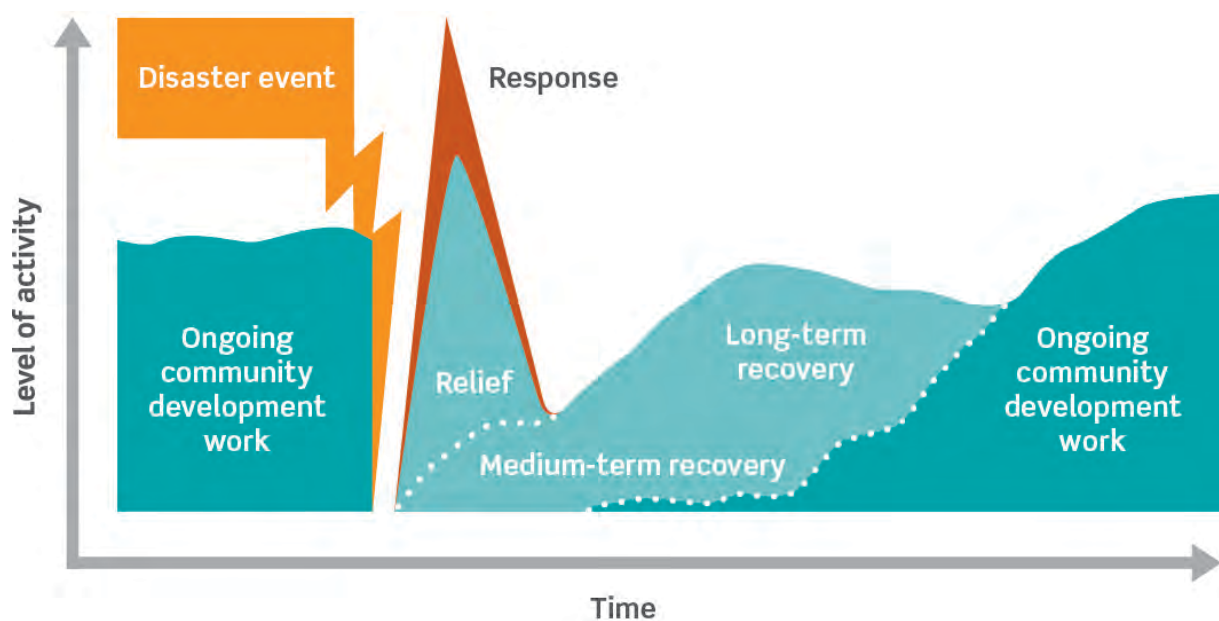 Disaster event
Response
Level of activity
Ongoing
community
development
work
Relief
Medium-term recovery
Long-term
recovery
Ongoing
community
development
work
Time